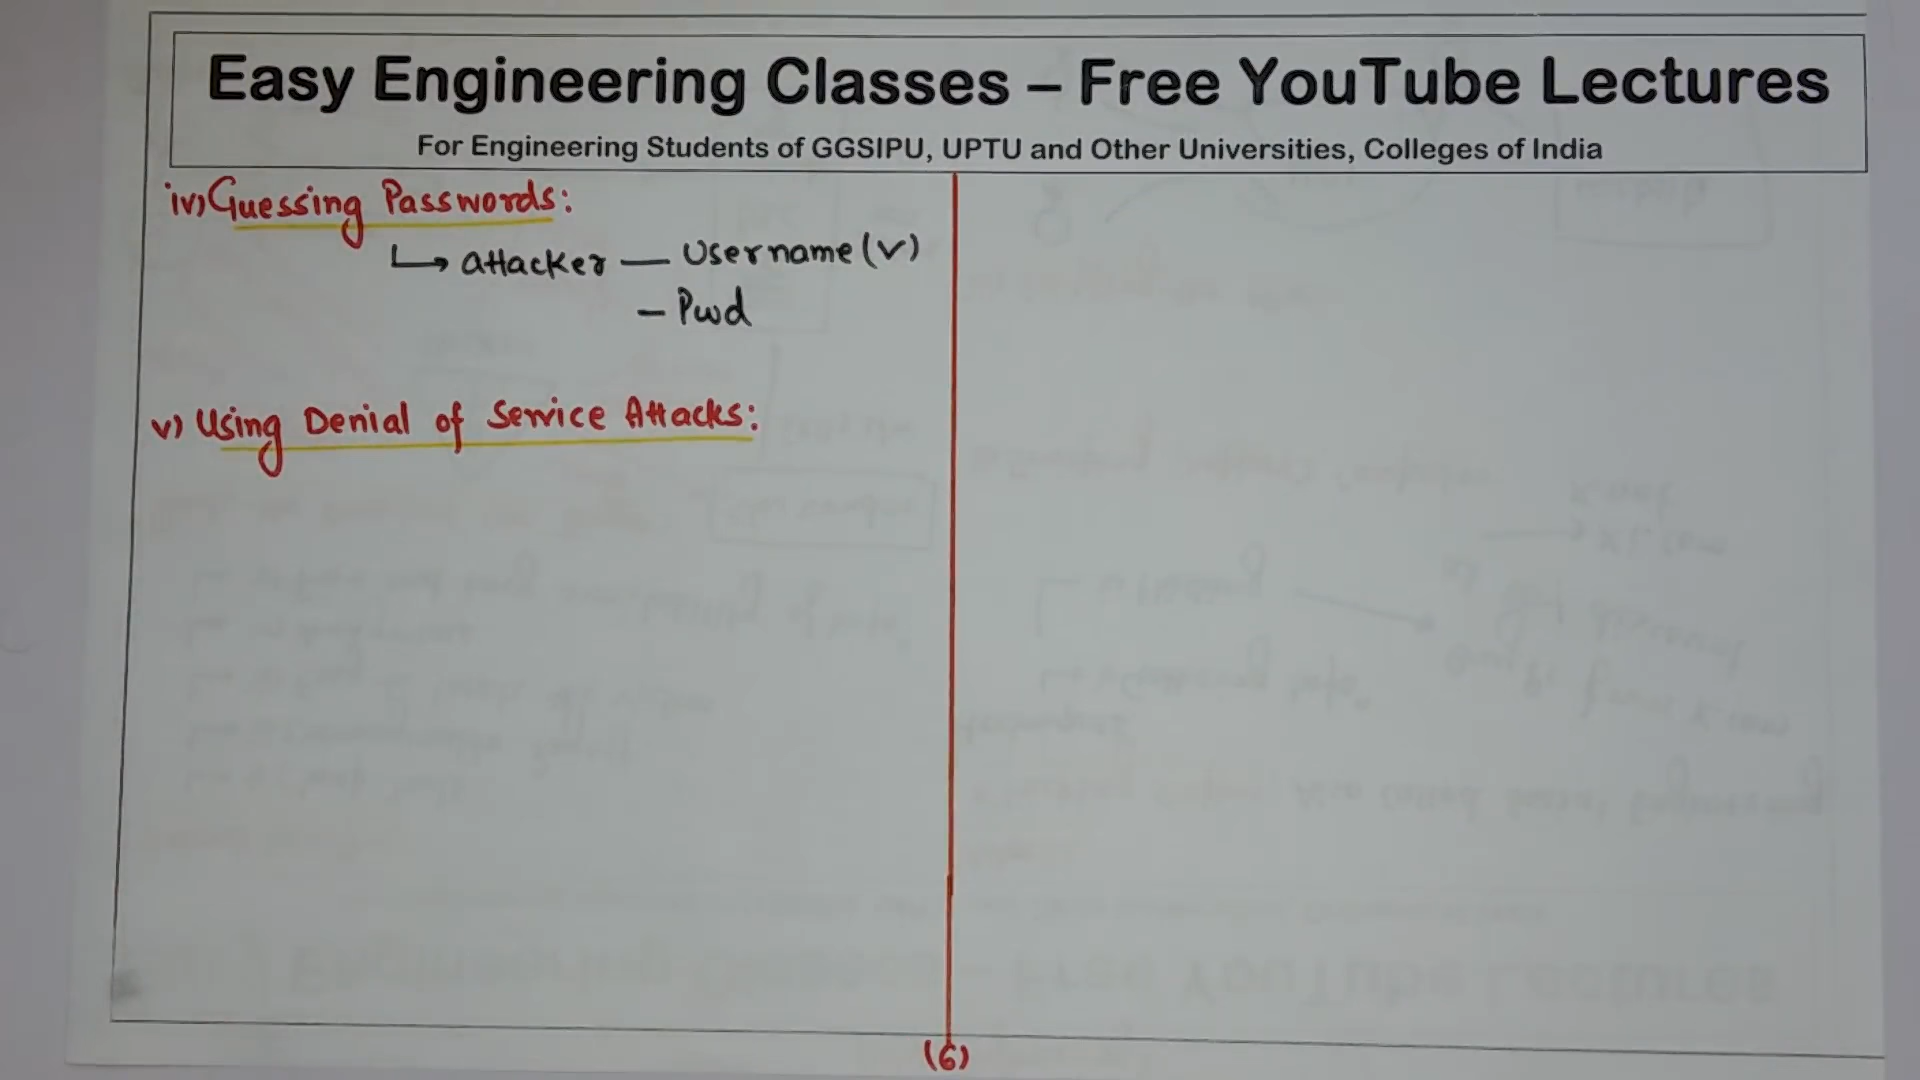 Easy Engineering Classes – Free YouTube Lectures
For Engineering Students of GGSIPU, UPTU and Other Universities, Colleges of India
iv) Guessing Passwords:
↳ attacker — Username (v)
– Pwd
v) Using Denial of Service Attacks:
(6)